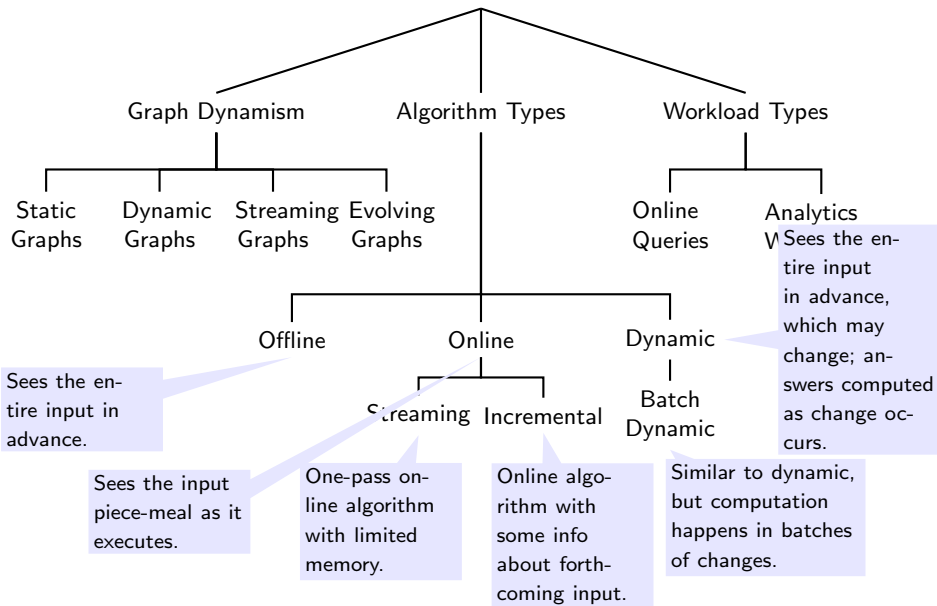 Graph Dynamism
Algorithm Types
Workload Types
Static
Graphs
Dynamic
Graphs
Streaming
Graphs
Evolving
Graphs
Online
Queries
Analytics
Offline
Online
Dynamic
Streaming
Incremental
Batch
Dynamic
Sees the en-
tire input in
advance.
Sees the input
piece-meal as it
executes.
One-pass on-
line algorithm
with limited
memory.
Online algo-
rithm with
some info
about forth-
coming input.
Sees the en-
tire input
in advance,
which may
change; an-
swers computed
as change oc-
curs.
Similar to dynamic,
but computation
happens in batches
of changes.